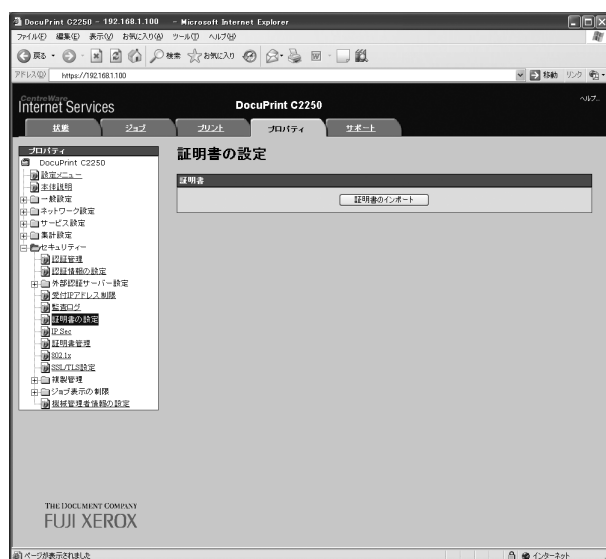 DocuPrint C2250 - 192.168.1.100 - Microsoft Internet Explorer
ファイル(F) 編集(E) 表示(V) お気に入り(A) ツール(T) ヘルプ(H)
戻る 検索 お気に入り
アドレス(D) https://192.168.1.100 移動 リンク
CentreWare
Internet Services DocuPrint C2250 ヘルプ...
状態 ジョブ プリント プロパティ サポート
プロパティ
DocuPrint C2250
設定メニュー
本体説明
一般設定
ネットワーク設定
サービス設定
集計設定
セキュリティー
認証管理
認証情報の設定
外部認証サーバー設定
受付IPアドレス制限
監査ログ
証明書の設定
IP Sec
証明書管理
802.1x
SSL/TLS設定
複製管理
ジョブ表示の制限
機械管理者情報の設定
証明書の設定
証明書
証明書のインポート
THE DOCUMENT COMPANY
FUJI XEROX
ページが表示されました
インターネット